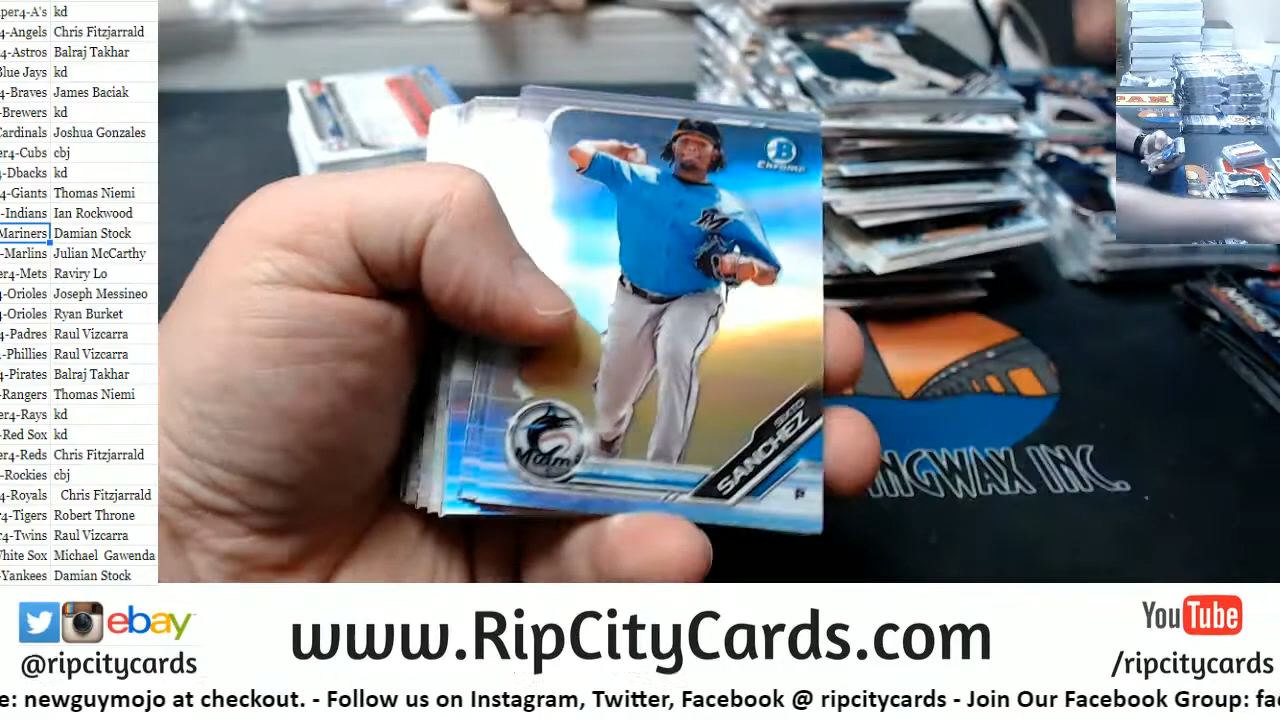 per4-A's kd
4-Angels Chris Fitzjarrald
4-Astros Balraj Takhar
Blue Jays kd
4-Braves James Baciak
-Brewers kd
Cardinals Joshua Gonzales
er4-Cubs cbj
4-Dbacks kd
4-Giants Thomas Niemi
-Indians Ian Rockwood
Mariners Damian Stock
-Marlins Julian McCarthy
er4-Mets Raviry Lo
-Orioles Joseph Messineo
-Orioles Ryan Burket
4-Padres Raul Vizcarra
-Phillies Raul Vizcarra
-Pirates Balraj Takhar
-Rangers Thomas Niemi
er4-Rays kd
-Red Sox kd
er4-Reds Chris Fitzjarrald
-Rockies cbj
4-Royals Chris Fitzjarrald
4-Tigers Robert Throne
er4-Twins Raul Vizcarra
White Sox Michael Gawenda
-Yankees Damian Stock
B
Chrome
M
Miami
SIXTO
SANCHEZ
P
NGWAX INC.
ebay
@ripcitycards
www.RipCityCards.com
YouTube
/ripcitycards
e: newguymojo at checkout. - Follow us on Instagram, Twitter, Facebook @ ripcitycards - Join Our Facebook Group: fac